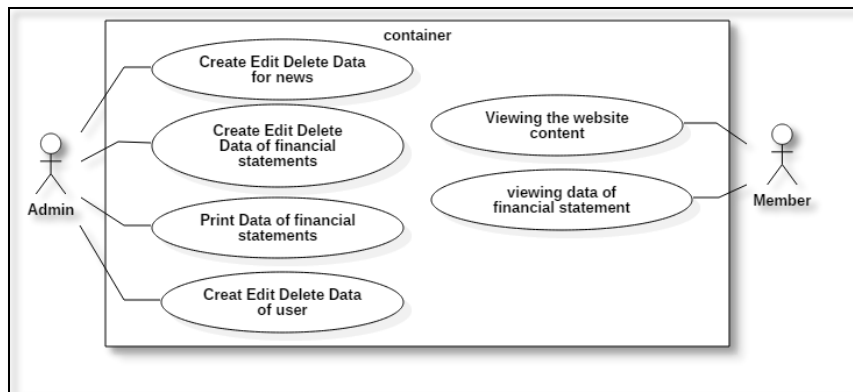 container
Create Edit Delete Data
for news
Create Edit Delete
Data of financial
statements
Print Data of financial
statements
Creat Edit Delete Data
of user
Viewing the website
content
viewing data of
financial statement
Admin
Member